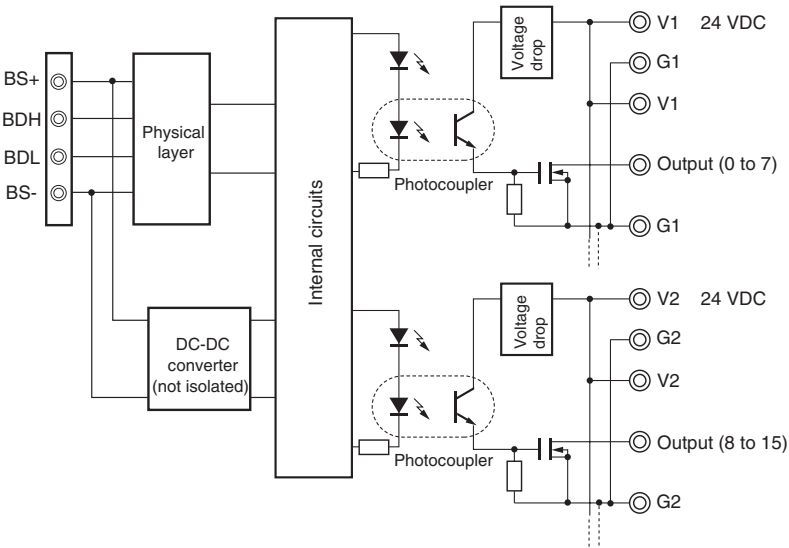 BS+
BDH
BDL
BS-
Physical
layer
DC-DC
converter
(not isolated)
Internal circuits
Photocoupler
Voltage
drop
V1 24 VDC
G1
V1
Output (0 to 7)
G1
Photocoupler
Voltage
drop
V2 24 VDC
G2
V2
Output (8 to 15)
G2